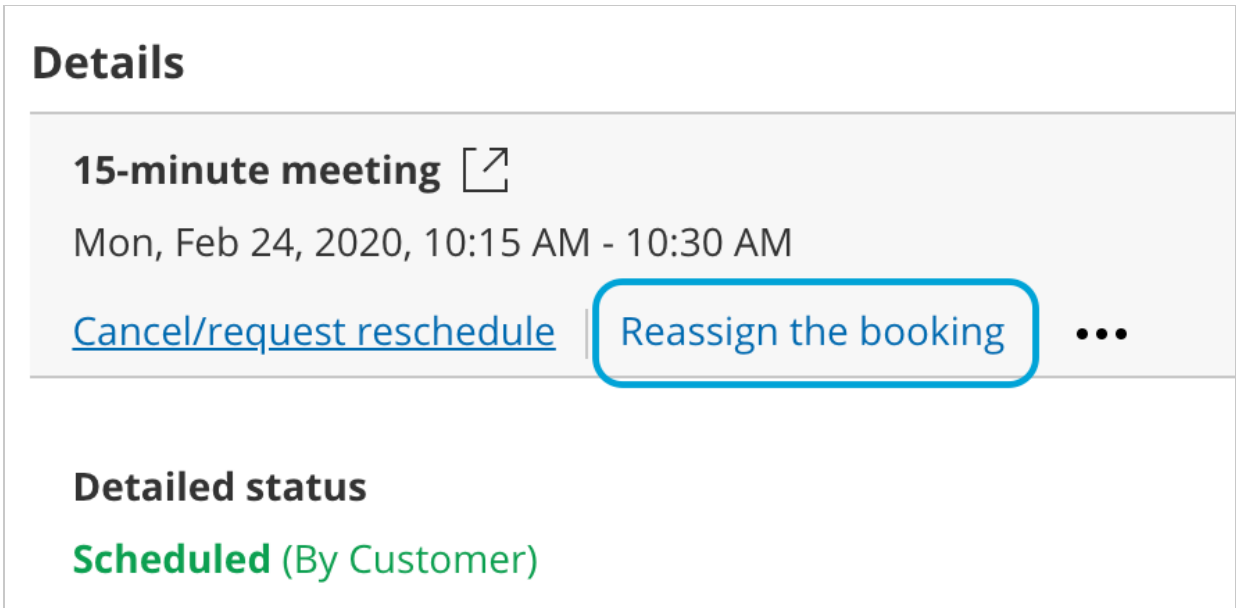 Details
15-minute meeting
Mon, Feb 24, 2020, 10:15 AM - 10:30 AM
Cancel/request reschedule Reassign the booking •••
Detailed status
Scheduled (By Customer)